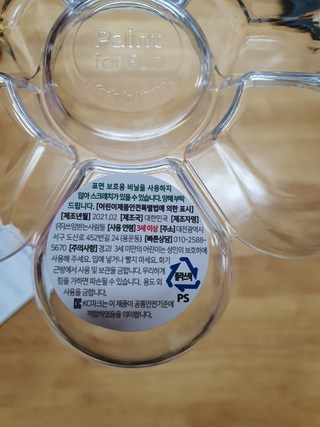 Paint
표면 보호용 비닐을 사용하지
않아 스크래치가 있을 수 있습니다. 양해 부탁
드립니다. [어린이제품안전특별법에 의한 표시]
[제조년월] 2021.02 [제조국] 대한민국 [제조자명]
[사용 연령] 3세 이상 [주소] 대전광역시
서구 도산로 452번길 24 (용문동) [빠른상담] 010-2588-
5670 [주의사항] 경고! 3세 미만의 어린이는 성인의 보호하에
사용해 주세요. 입에 넣거나 빨지 마세요. 화기
근방에서 사용 및 보관을 금합니다. 무리하게
힘을 가하면 파손될 수 있습니다. 용도 외
사용을 금합니다.
플라스틱
PS
KC마크는 이 제품이 공통안전기준에
적합하였음을 의미합니다.